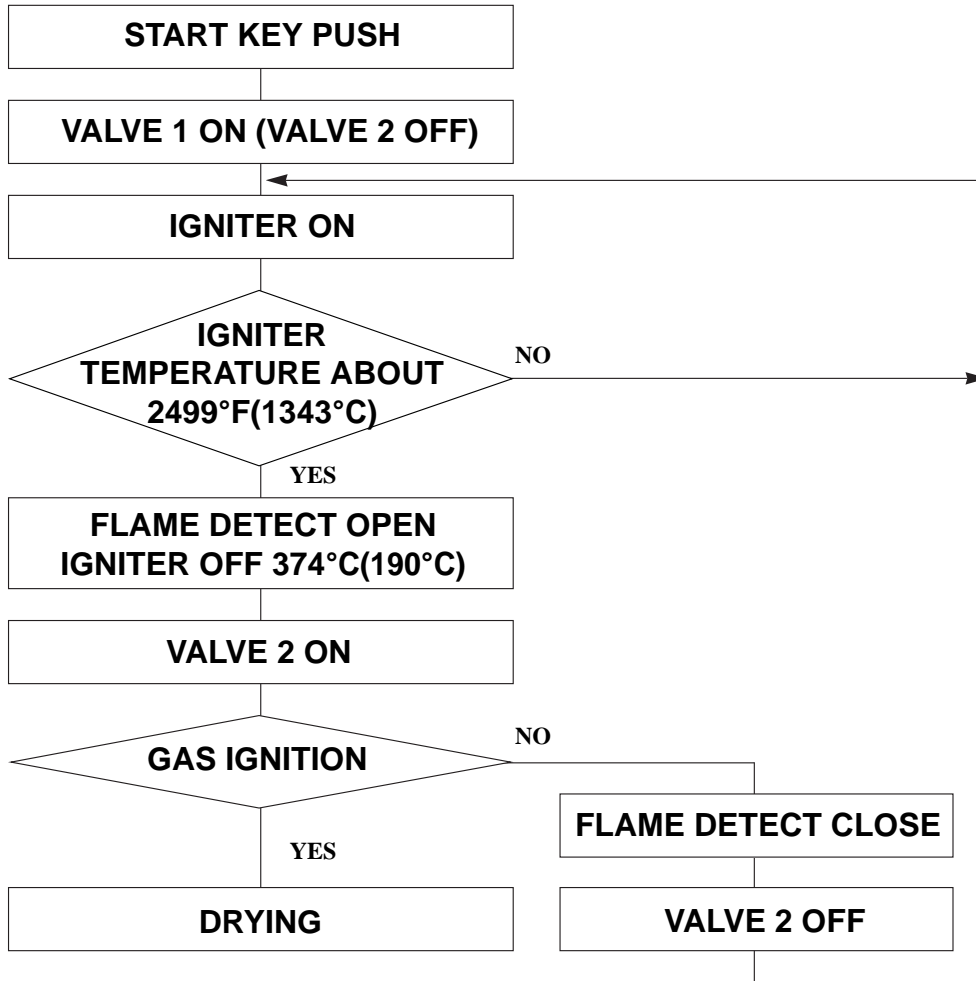 START KEY PUSH
VALVE 1 ON (VALVE 2 OFF)
IGNITER ON
IGNITER
TEMPERATURE ABOUT
2499°F(1343°C)
NO
YES
FLAME DETECT OPEN
IGNITER OFF 374°C(190°C)
VALVE 2 ON
GAS IGNITION
NO
FLAME DETECT CLOSE
YES
DRYING
VALVE 2 OFF